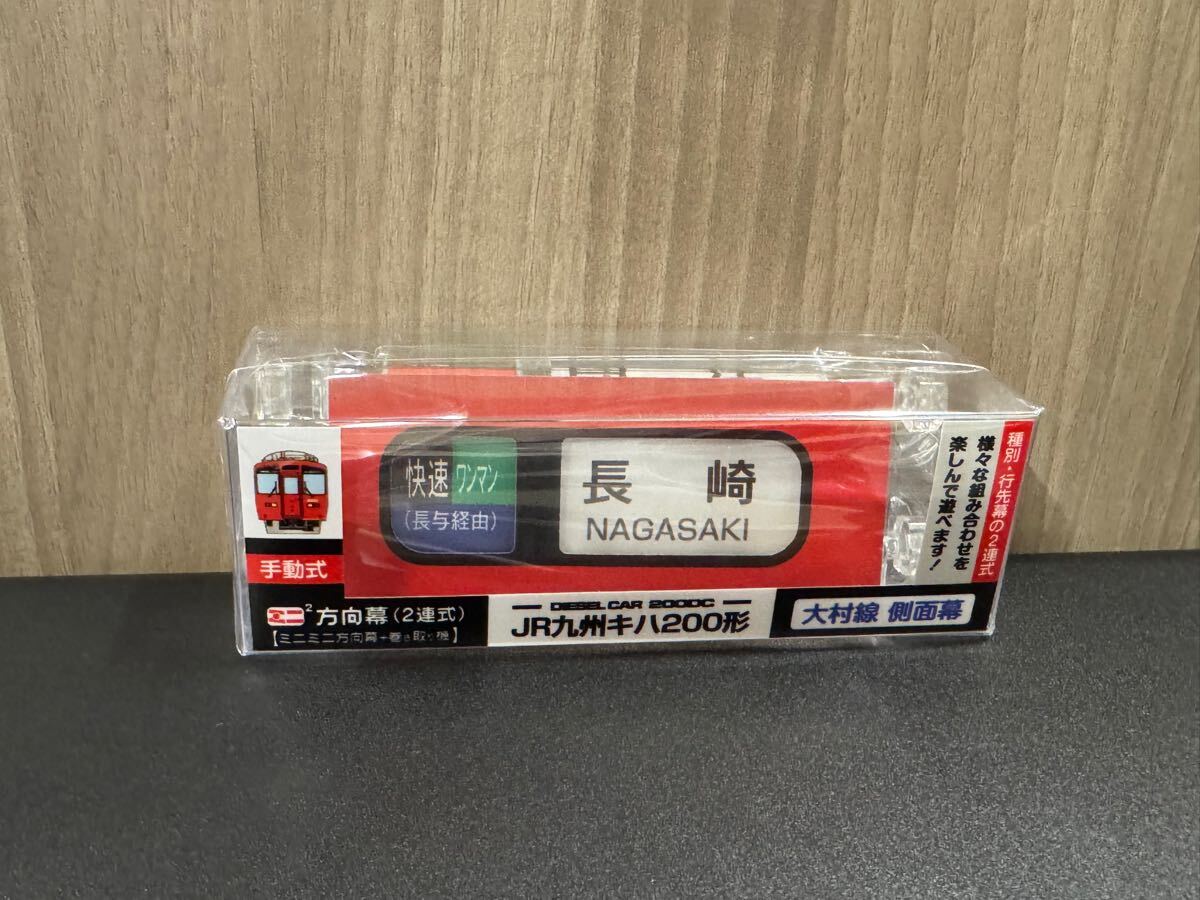 快速 ワンマン
(長与経由)
長 崎
NAGASAKI
種別・行先幕の2連式
様々な組み合わせを
楽しんで遊べます!
手動式
ミニ² 方向幕(2連式)
【ミニミニ方向幕+巻き取り機】
DIESEL CAR 200DC
JR九州キハ200形
大村線 側面幕